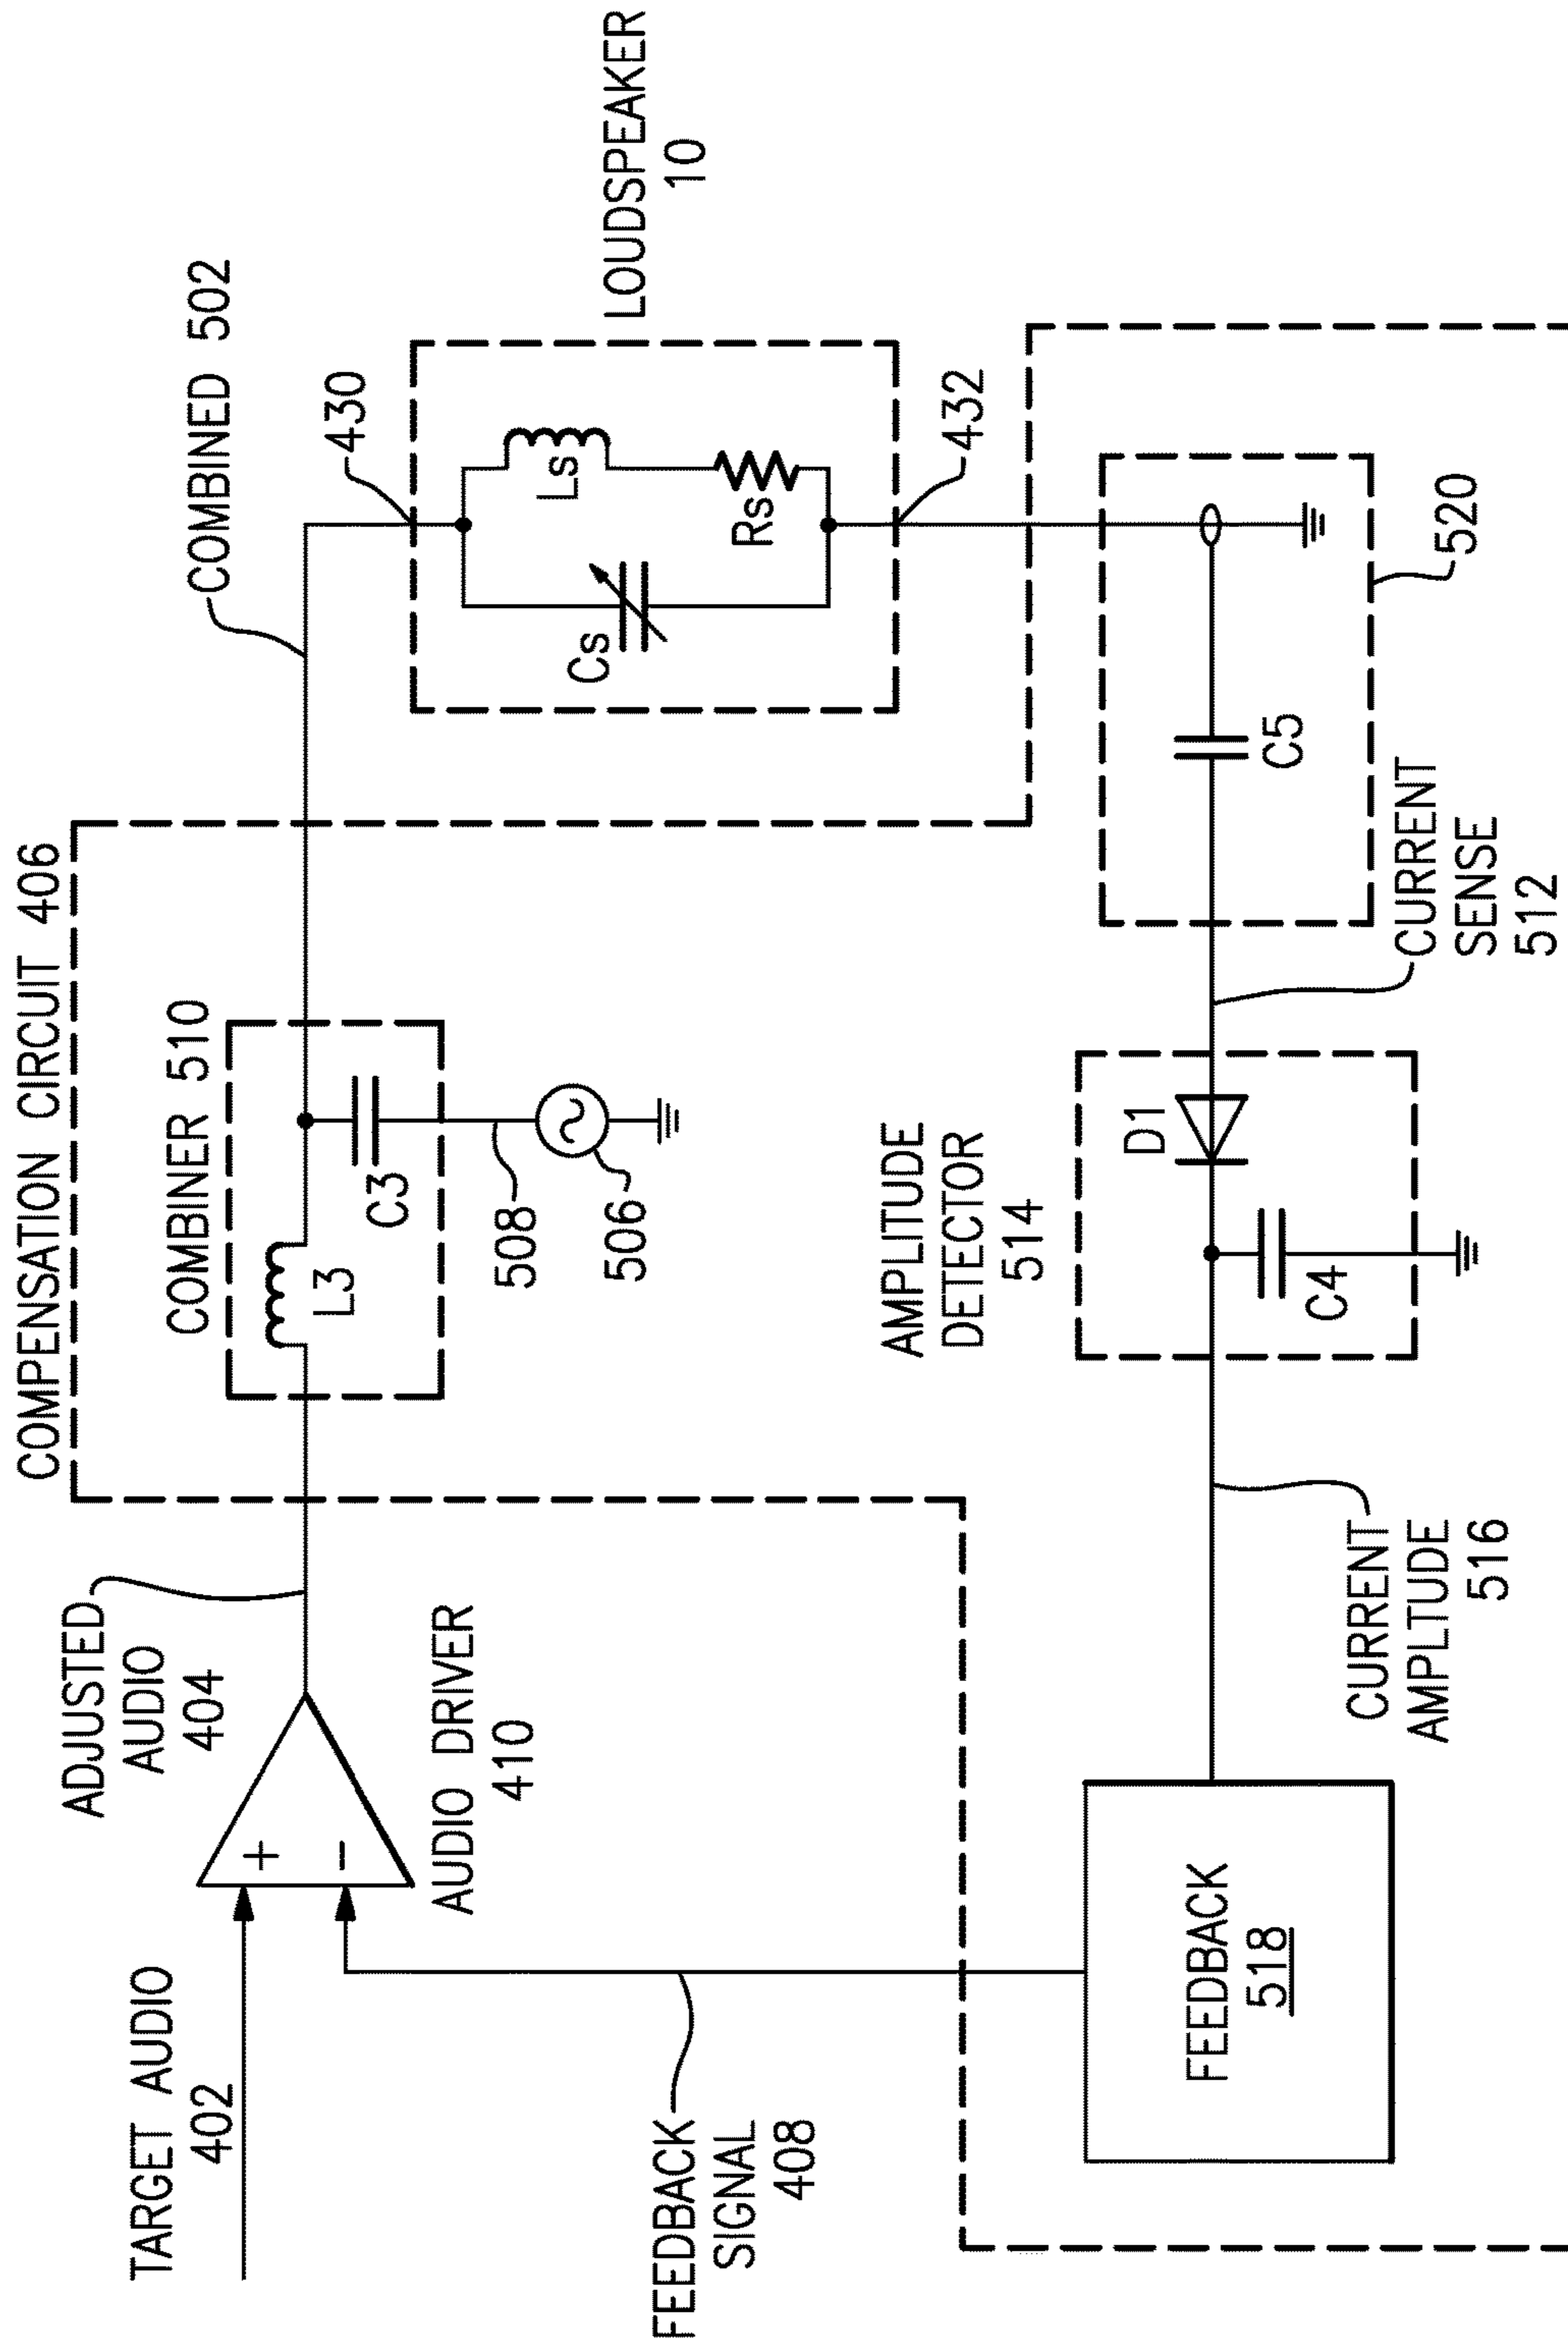 COMPENSATION CIRCUIT 406
COMBINED 502
ADJUSTED
AUDIO
404
TARGET AUDIO
402
+
-
AUDIO DRIVER
410
COMBINER 510
L3
C3
508
506
430
LOUDSPEAKER
10
Cs
Ls
Rs
432
FEEDBACK
SIGNAL
408
AMPLITUDE
DETECTOR
514
D1
C4
C5
520
CURRENT
SENSE
512
CURRENT
AMPLTUDE
516
FEEDBACK
518